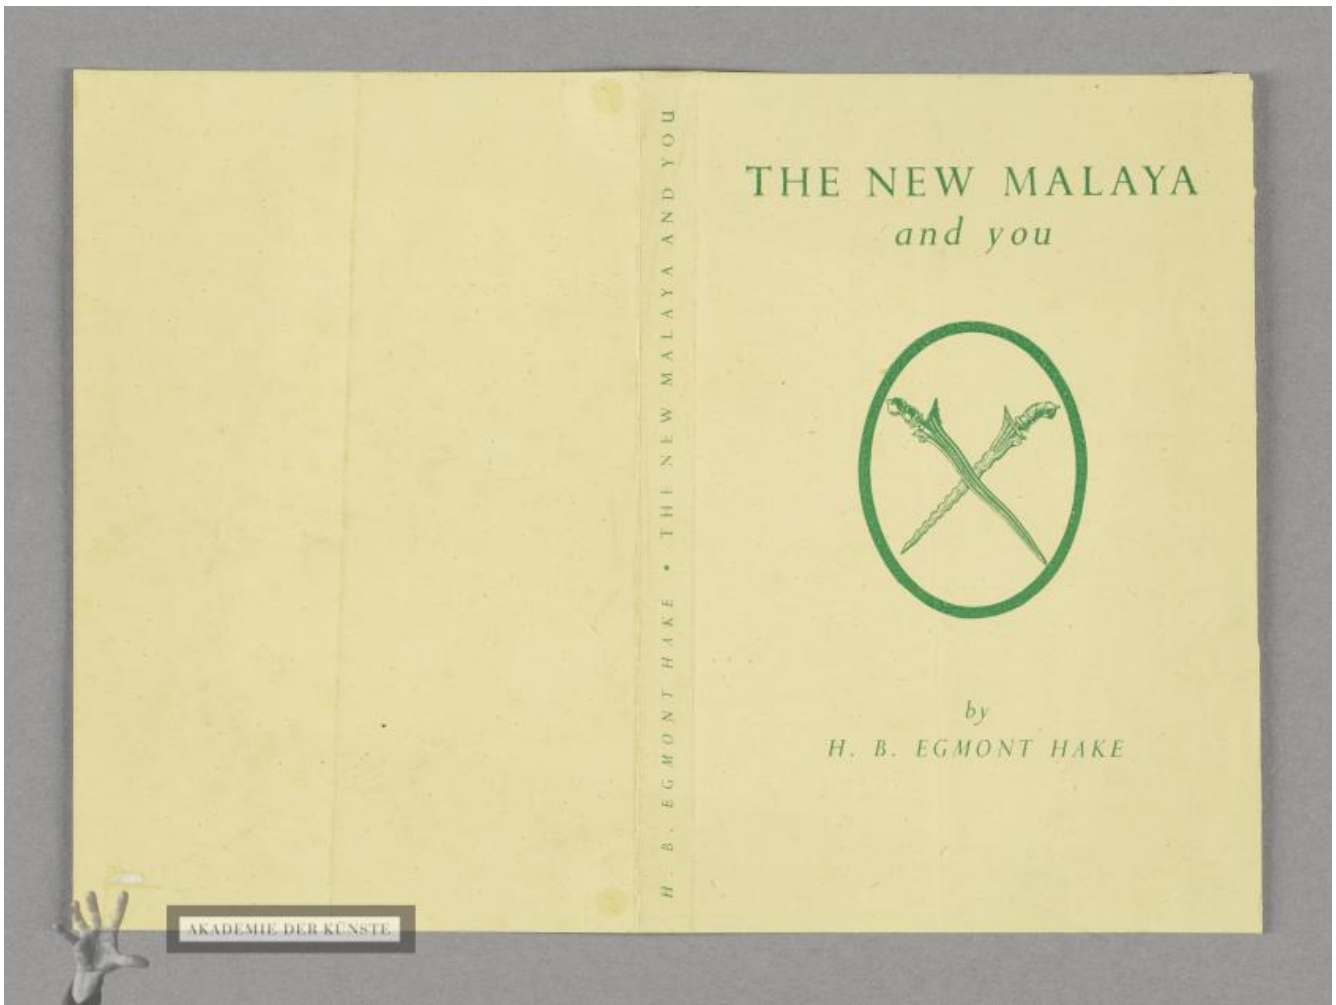 THE NEW MALAYA
and you
by
H. B. EGMONT HAKE
H. B. EGMONT HAKE • THE NEW MALAYA AND YOU
AKADEMIE DER KÜNSTE